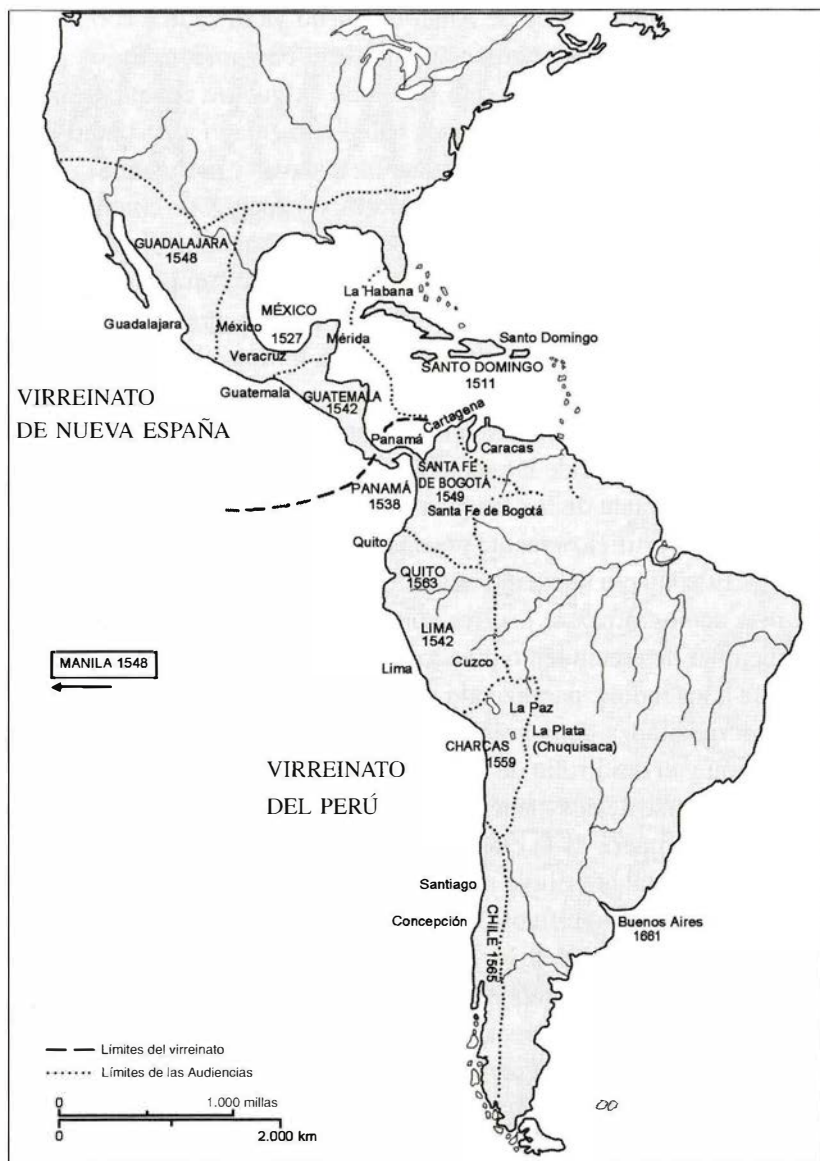 GUADALAJARA
1548
La Habana
MÉXICO
1527
Guadalajara
México
Mérida
Santo Domingo
Veracruz
SANTO DOMINGO
1511
Guatemala
GUATEMALA
1542
VIRREINATO
DE NUEVA ESPAÑA
Cartagena
Panamá
Caracas
SANTA FE
DE BOGOTÁ
1549
PANAMÁ
1538
Santa Fe de Bogotá
Quito
QUITO
1563
LIMA
1542
MANILA 1548
Lima
Cuzco
La Paz
La Plata
(Chuquisaca)
CHARCAS
1559
VIRREINATO
DEL PERÚ
Santiago
Concepción
CHILE 1565
Buenos Aires
1661
Límites del virreinato
Límites de las Audiencias
0 1.000 millas
0 2.000 km